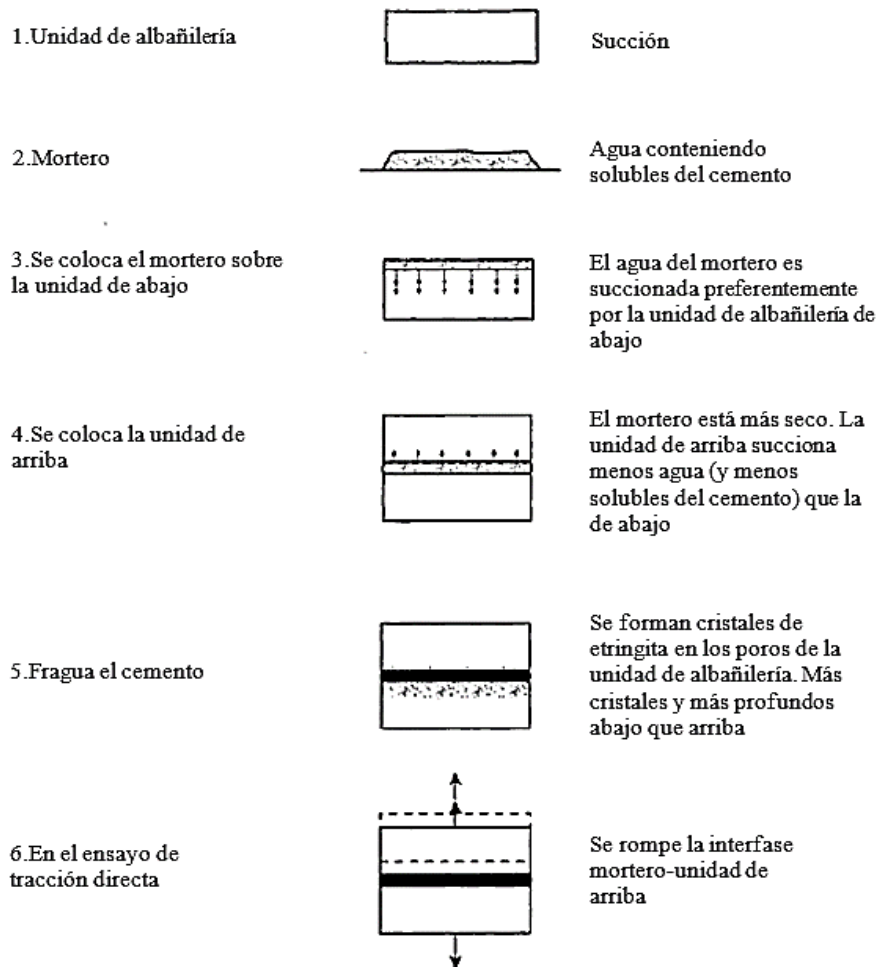 1.Unidad de albañilería
Succión
2.Mortero
Agua conteniendo
solubles del cemento
3.Se coloca el mortero sobre
la unidad de abajo
El agua del mortero es
succionada preferentemente
por la unidad de albañilería de
abajo
4.Se coloca la unidad de
arriba
El mortero está más seco. La
unidad de arriba succiona
menos agua (y menos
solubles del cemento) que la
de abajo
5.Fragua el cemento
Se forman cristales de
etringita en los poros de la
unidad de albañilería. Más
cristales y más profundos
abajo que arriba
6.En el ensayo de
tracción directa
Se rompe la interfase
mortero-unidad de
arriba